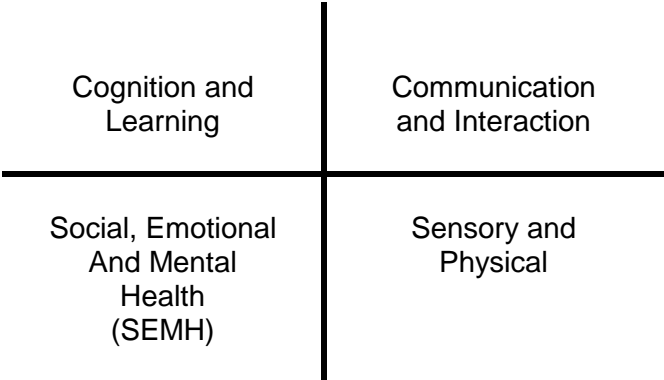 Cognition and
Learning
Communication
and Interaction
Social, Emotional
And Mental
Health
(SEMH)
Sensory and
Physical